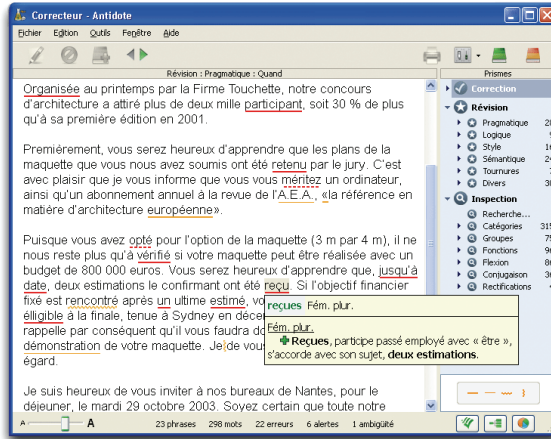 Correcteur - Antidote
Fichier Edition Outils Fenêtre Aide
Révision : Pragmatique : Quand
Prismes
Organisée au printemps par la Firme Touchette, notre concours
d'architecture a attiré plus de deux mille participant, soit 30 % de plus
qu'à sa première édition en 2001.
Premièrement, vous serez heureux d'apprendre que les plans de la
maquette que vous nous avez soumis ont été retenu par le jury. C'est
avec plaisir que je vous informe que vous vous méritez un ordinateur,
ainsi qu'un abonnement annuel à la revue de l'A.E.A., «la référence en
matière d'architecture européenne».
Puisque vous avez opté pour l'option de la maquette (3 m par 4 m), il ne
nous reste plus qu'à vérifié si votre maquette peut être réalisée avec un
budget de 800 000 euros. Vous serez heureux d'apprendre que, jusqu'à
date, deux estimations le confirmant ont été reçu. Si l'objectif financier
fixé est rencontré après un ultime estimé, vo
élligible à la finale, tenue à Sydney en décem
rappelle par conséquent qu'il vous faudra do
démonstration de votre maquette. Je de vous
égard.
reçues Fém. plur.
Fém. plur.
Reçues, participe passé employé avec « être »,
s'accorde avec son sujet, deux estimations.
Je suis heureux de vous inviter à nos bureaux de Nantes, pour le
déjeuner, le mardi 29 octobre 2003. Soyez certain que toute notre
Correction
Révision
Pragmatique
Logique
Style
Sémantique
Tournures
Divers
Inspection
Recherche...
Catégories
Groupes
Fonctions
Flexion
Conjugaison
Rectifications
A A 23 phrases 298 mots 22 erreurs 6 alertes 1 ambiguïté